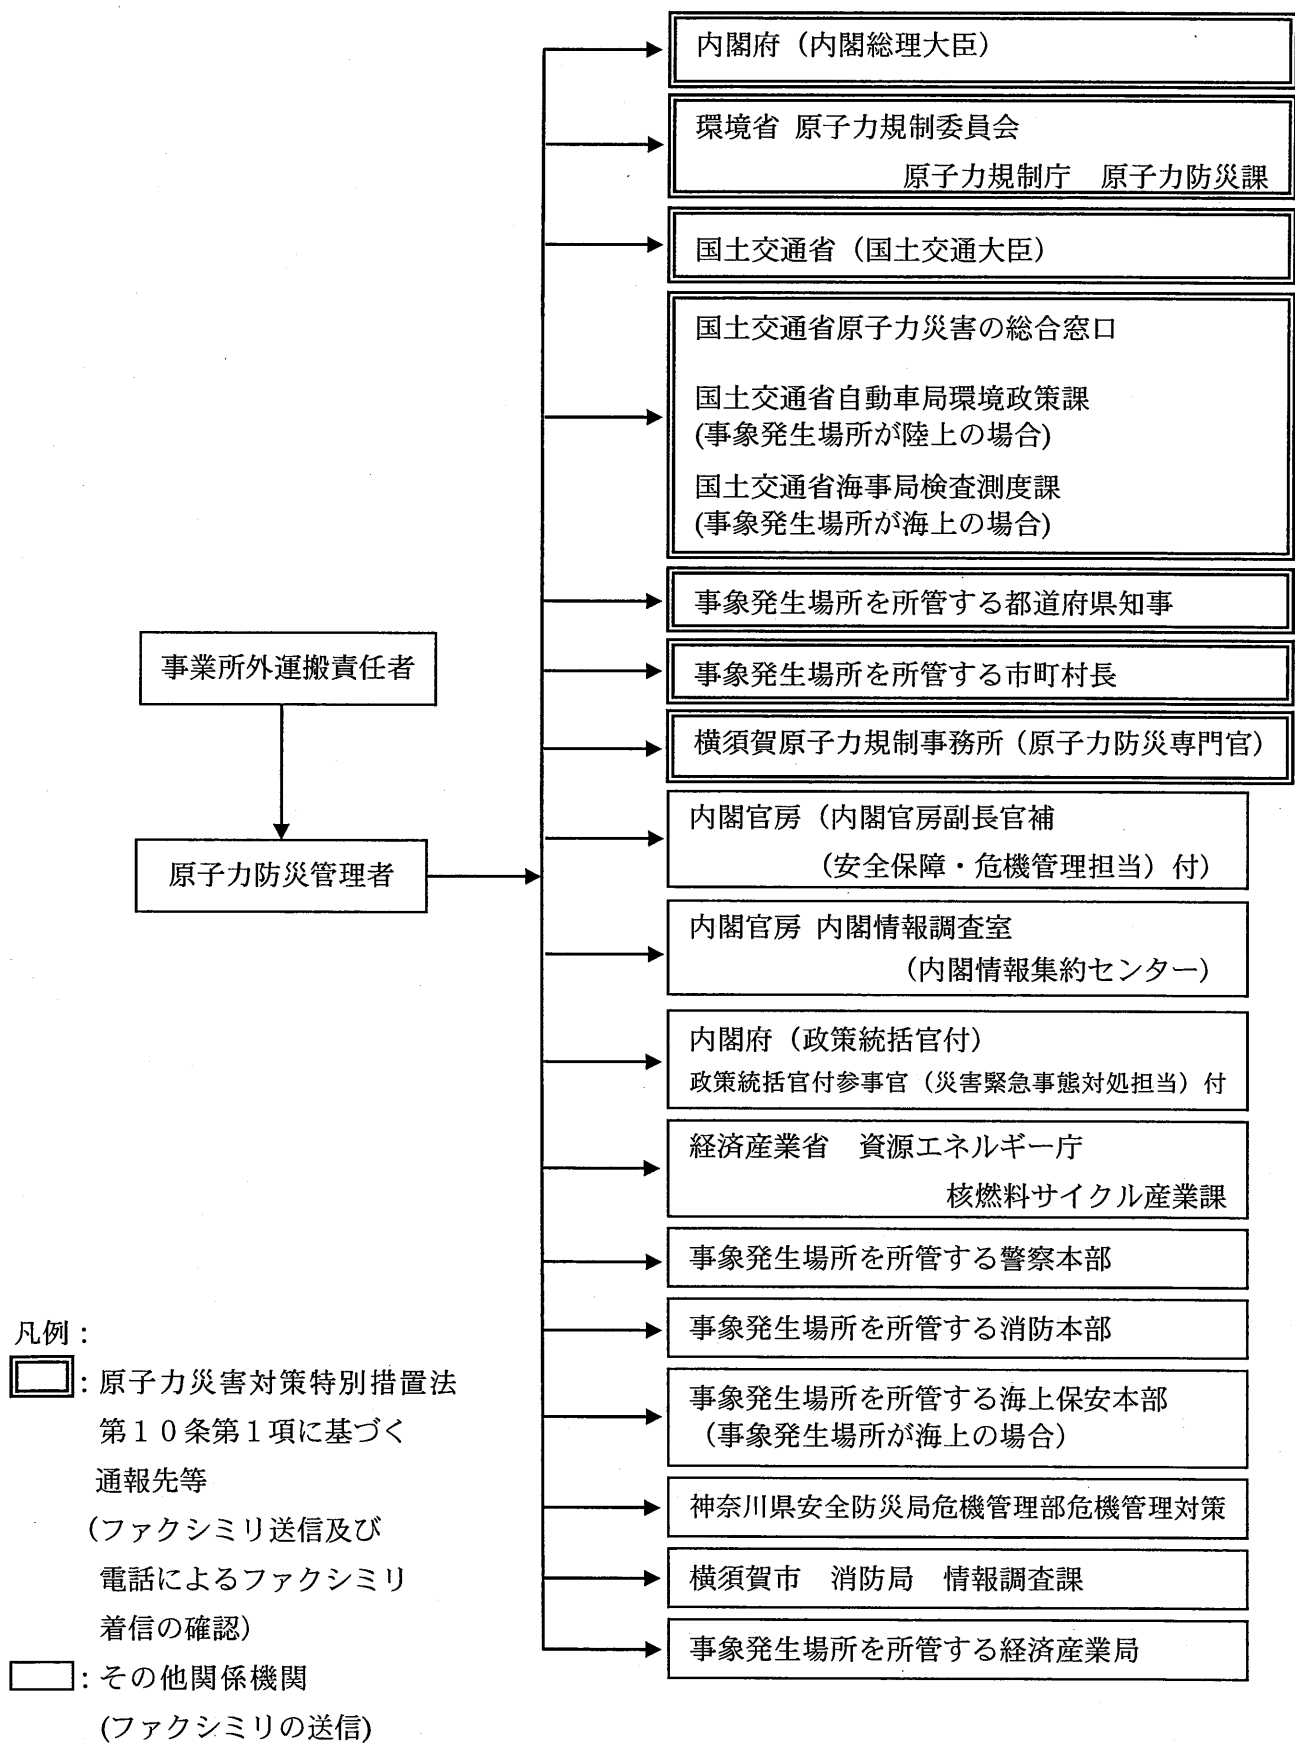 内閣府（内閣総理大臣）
環境省 原子力規制委員会
原子力規制庁　原子力防災課
国土交通省（国土交通大臣）
国土交通省原子力災害の総合窓口
国土交通省自動車局環境政策課
(事象発生場所が陸上の場合)
国土交通省海事局検査測度課
(事象発生場所が海上の場合)
事象発生場所を所管する都道府県知事
事象発生場所を所管する市町村長
横須賀原子力規制事務所（原子力防災専門官）
事業所外運搬責任者
原子力防災管理者
内閣官房（内閣官房副長官補
（安全保障・危機管理担当）付）
内閣官房 内閣情報調査室
（内閣情報集約センター）
内閣府（政策統括官付）
政策統括官付参事官（災害緊急事態対処担当）付
経済産業省　資源エネルギー庁
核燃料サイクル産業課
事象発生場所を所管する警察本部
事象発生場所を所管する消防本部
事象発生場所を所管する海上保安本部
（事象発生場所が海上の場合）
神奈川県安全防災局危機管理部危機管理対策
横須賀市　消防局　情報調査課
事象発生場所を所管する経済産業局
凡例：
：原子力災害対策特別措置法
第１０条第１項に基づく
通報先等
（ファクシミリ送信及び
電話によるファクシミリ
着信の確認）
：その他関係機関
(ファクシミリの送信)